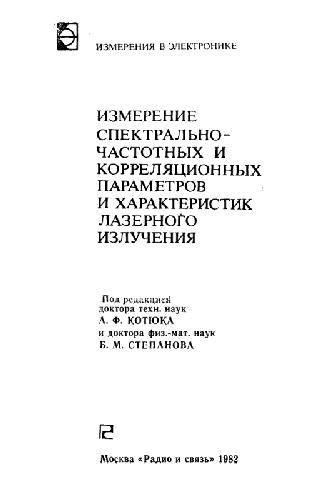 ИЗМЕРЕНИЯ В ЭЛЕКТРОНИКЕ
ИЗМЕРЕНИЕ
СПЕКТРАЛЬНО-
ЧАСТОТНЫХ И
КОРРЕЛЯЦИОННЫХ
ПАРАМЕТРОВ
И ХАРАКТЕРИСТИК
ЛАЗЕРНОГО
ИЗЛУЧЕНИЯ
Под редакцией
доктора техн. наук
А. Ф. КОТЮКА
и доктора физ.-мат. наук
Б. М. СТЕПАНОВА
Москва «Радио и связь» 1982